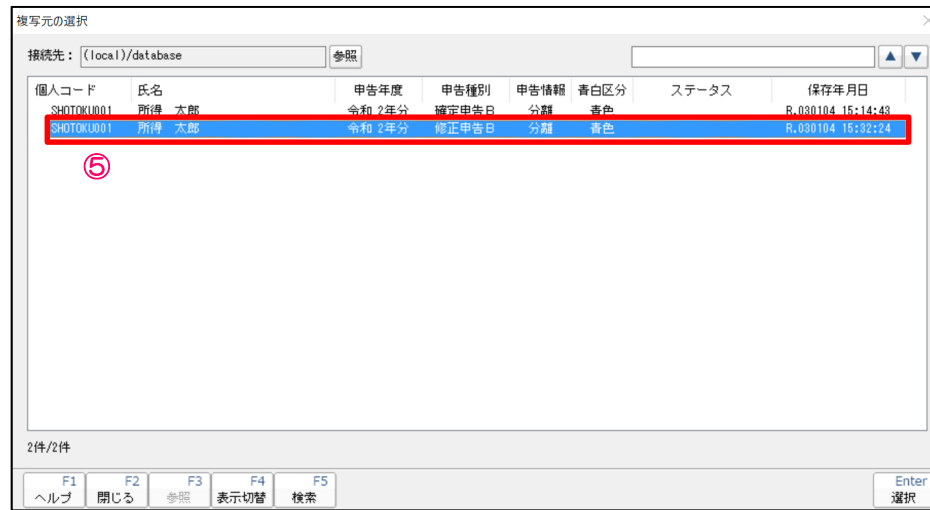 複写元の選択
接続先： (local)/database 参照 ▲ ▼
個人コード 氏名 申告年度 申告種別 申告情報 青白区分 ステータス 保存年月日
SHOTOKU001 所得 太郎 令和 2年分 確定申告B 分離 青色 R.030104 15:14:43
SHOTOKU001 所得 太郎 令和 2年分 修正申告B 分離 青色 R.030104 15:32:24
⑤
2件/2件
F1 F2 F3 F4 F5 Enter
ヘルプ 閉じる 参照 表示切替 検索 選択